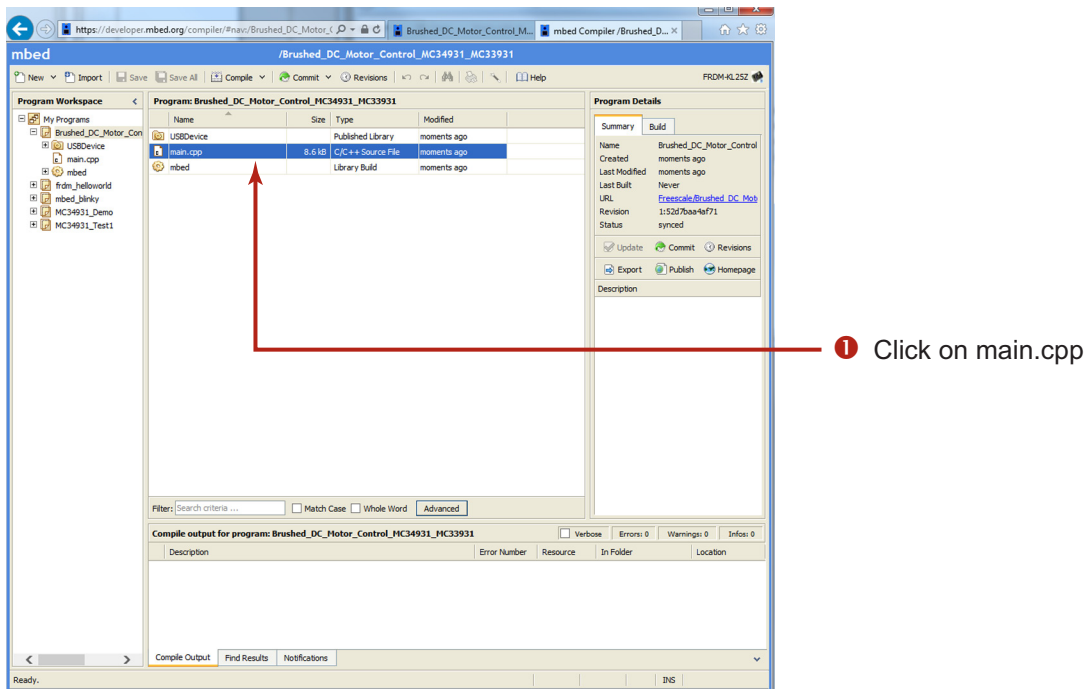 https://developer.mbed.org/compiler/#nav:/Brushed_DC_Motor_(
Brushed_DC_Motor_Control_M...
mbed Compiler /Brushed_D...
mbed
/Brushed_DC_Motor_Control_MC34931_MC33931
New Import Save Save All Compile Commit Revisions Help FRDM-KL25Z
Program Workspace
My Programs
Brushed_DC_Motor_Con
USBDevice
main.cpp
mbed
frdm_helloworld
mbed_blinky
MC34931_Demo
MC34931_Test1
Program: Brushed_DC_Motor_Control_MC34931_MC33931
Name Size Type Modified
USBDevice Published Library moments ago
main.cpp 8.6 kB C/C++ Source File moments ago
mbed Library Build moments ago
Filter: Search criteria ... Match Case Whole Word Advanced
Program Details
Summary Build
Name Brushed_DC_Motor_Control
Created moments ago
Last Modified moments ago
Last Built Never
URL Freescale/Brushed_DC_Mot
Revision 1:52d7baa4af71
Status synced
Update Commit Revisions
Export Publish Homepage
Description
❶ Click on main.cpp
Compile output for program: Brushed_DC_Motor_Control_MC34931_MC33931
Verbose Errors: 0 Warnings: 0 Infos: 0
Description Error Number Resource In Folder Location
Compile Output Find Results Notifications
Ready. INS